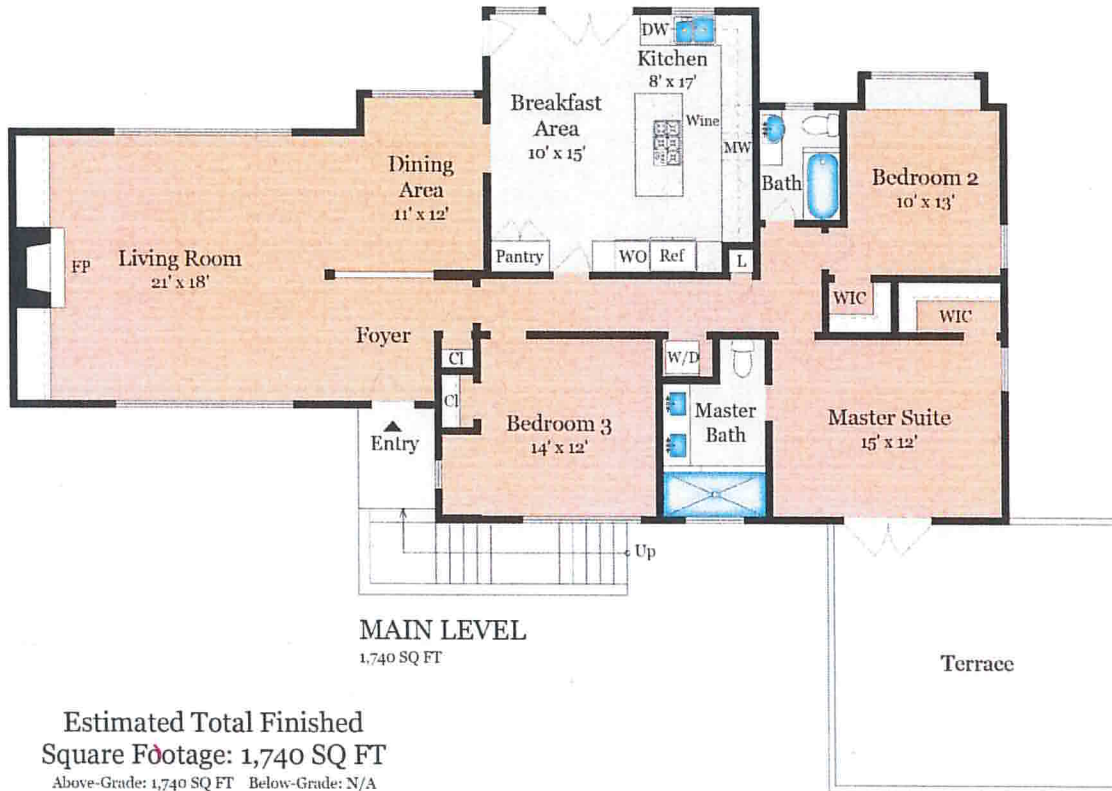 DW
Kitchen
8' x 17'
Breakfast
Area
10' x 15'
Wine
MW
Dining
Area
11' x 12'
Bath
Bedroom 2
10' x 13'
Living Room
21' x 18'
FP
Pantry
WO
Ref
L
WIC
WIC
Foyer
Cl
Cl
W/D
Entry
Bedroom 3
14' x 12'
Master
Bath
Master Suite
15' x 12'
Up
MAIN LEVEL
1,740 SQ FT
Terrace
Estimated Total Finished
Square Footage: 1,740 SQ FT
Above-Grade: 1,740 SQ FT Below-Grade: N/A